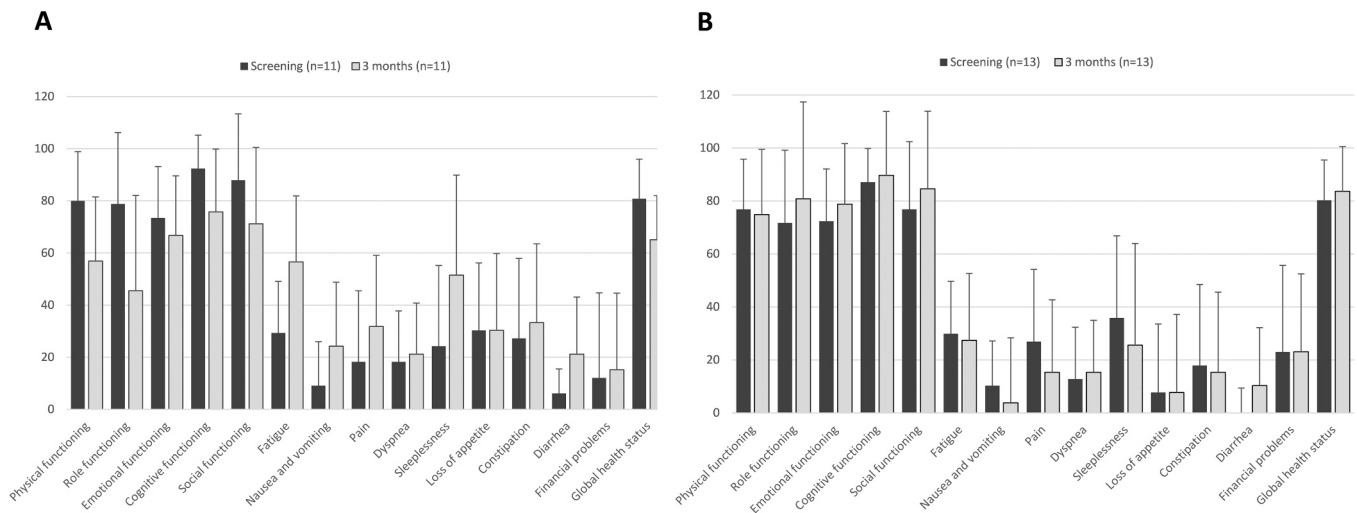 A
Screening (n=11) 3 months (n=11)
120
100
80
60
40
20
0
Physical functioning
Role functioning
Emotional functioning
Cognitive functioning
Social functioning
Fatigue
Nausea and vomiting
Pain
Dyspnea
Sleeplessness
Loss of appetite
Constipation
Diarrhea
Financial problems
Global health status
B
Screening (n=13) 3 months (n=13)
120
100
80
60
40
20
0
Physical functioning
Role functioning
Emotional functioning
Cognitive functioning
Social functioning
Fatigue
Nausea and vomiting
Pain
Dyspnea
Sleeplessness
Loss of appetite
Constipation
Diarrhea
Financial problems
Global health status